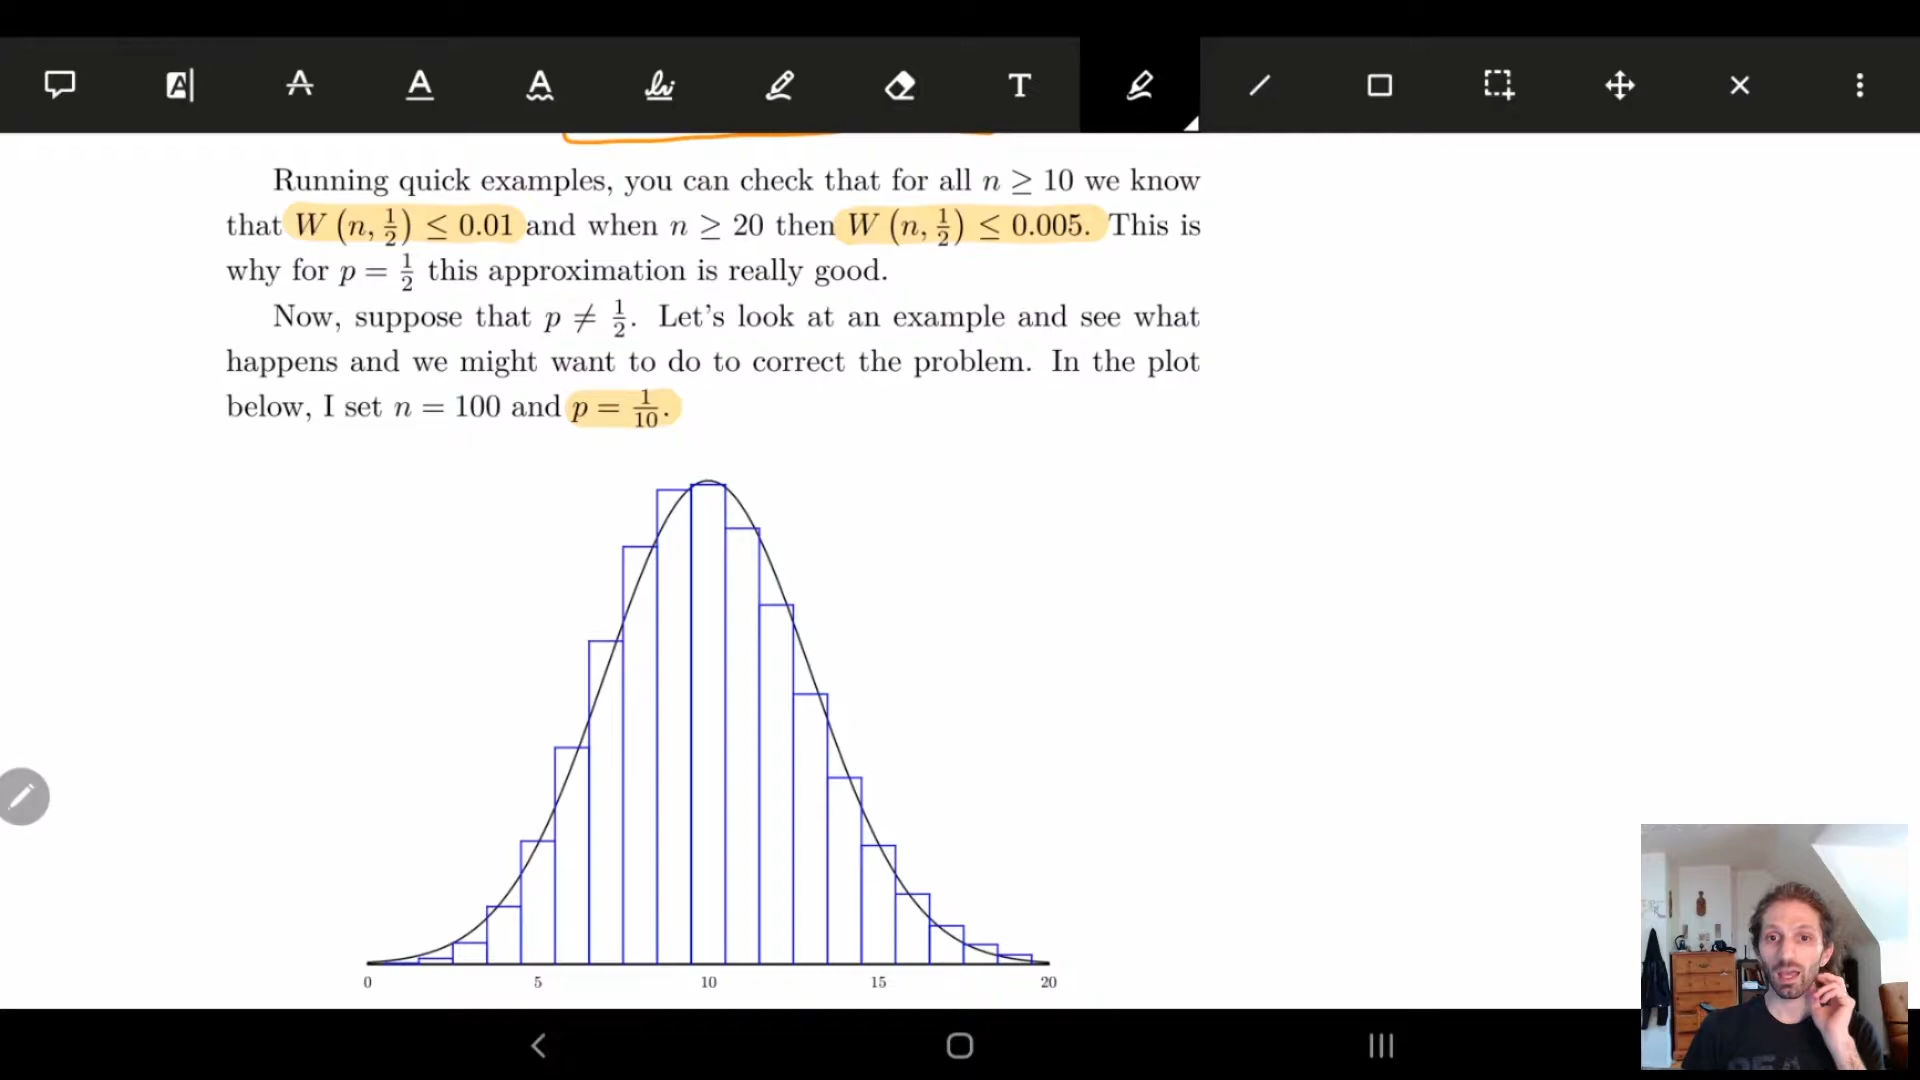 Running quick examples, you can check that for all n ≥ 10 we know
that W (n, 1/2) ≤ 0.01 and when n ≥ 20 then W (n, 1/2) ≤ 0.005. This is
why for p = 1/2 this approximation is really good.
Now, suppose that p ≠ 1/2. Let's look at an example and see what
happens and we might want to do to correct the problem. In the plot
below, I set n = 100 and p = 1/10.
0 5 10 15 20